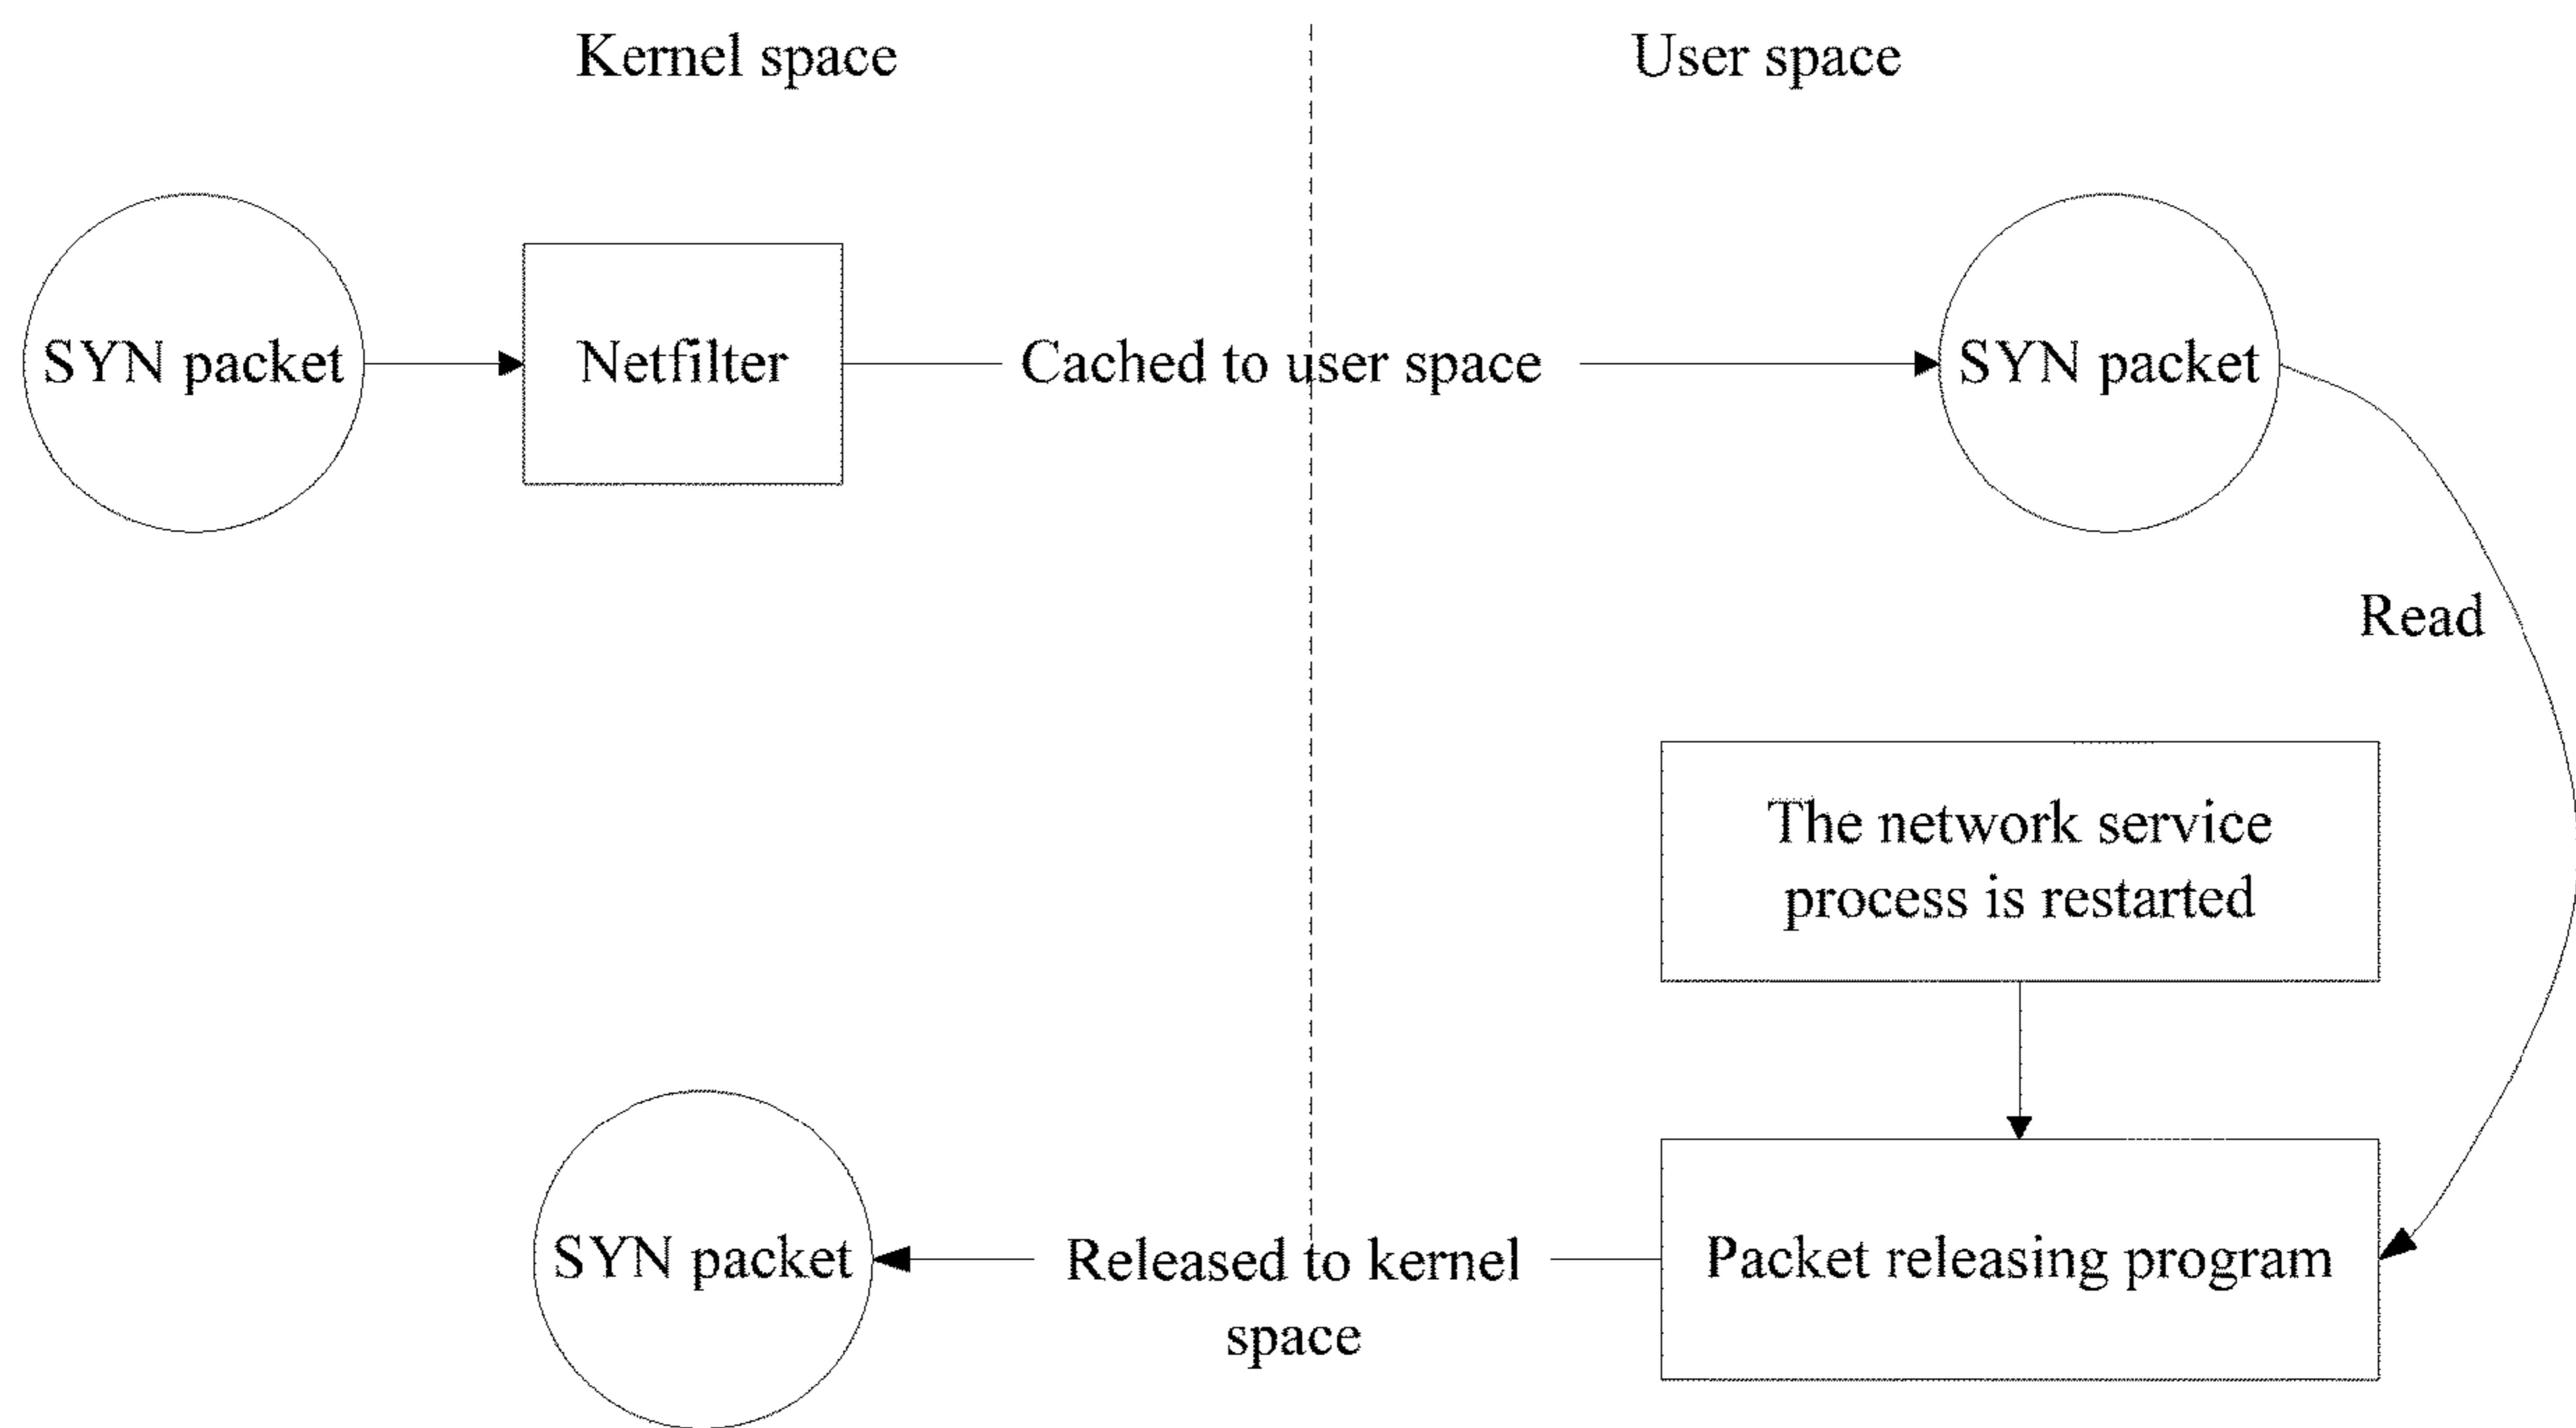 Kernel space
User space
SYN packet
Netfilter
Cached to user space
SYN packet
Read
The network service
process is restarted
SYN packet
Released to kernel
space
Packet releasing program